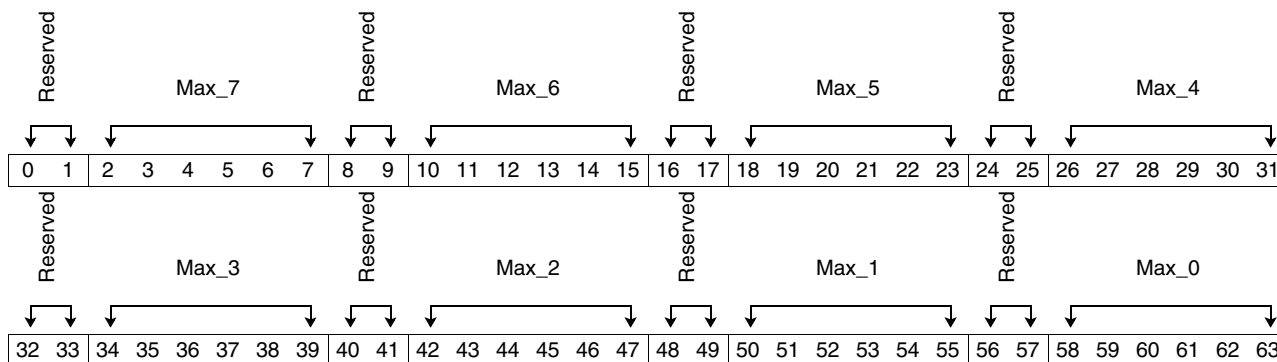 Reserved Max_7 Reserved Max_6 Reserved Max_5 Reserved Max_4
0 1 2 3 4 5 6 7 8 9 10 11 12 13 14 15 16 17 18 19 20 21 22 23 24 25 26 27 28 29 30 31
Reserved Max_3 Reserved Max_2 Reserved Max_1 Reserved Max_0
32 33 34 35 36 37 38 39 40 41 42 43 44 45 46 47 48 49 50 51 52 53 54 55 56 57 58 59 60 61 62 63